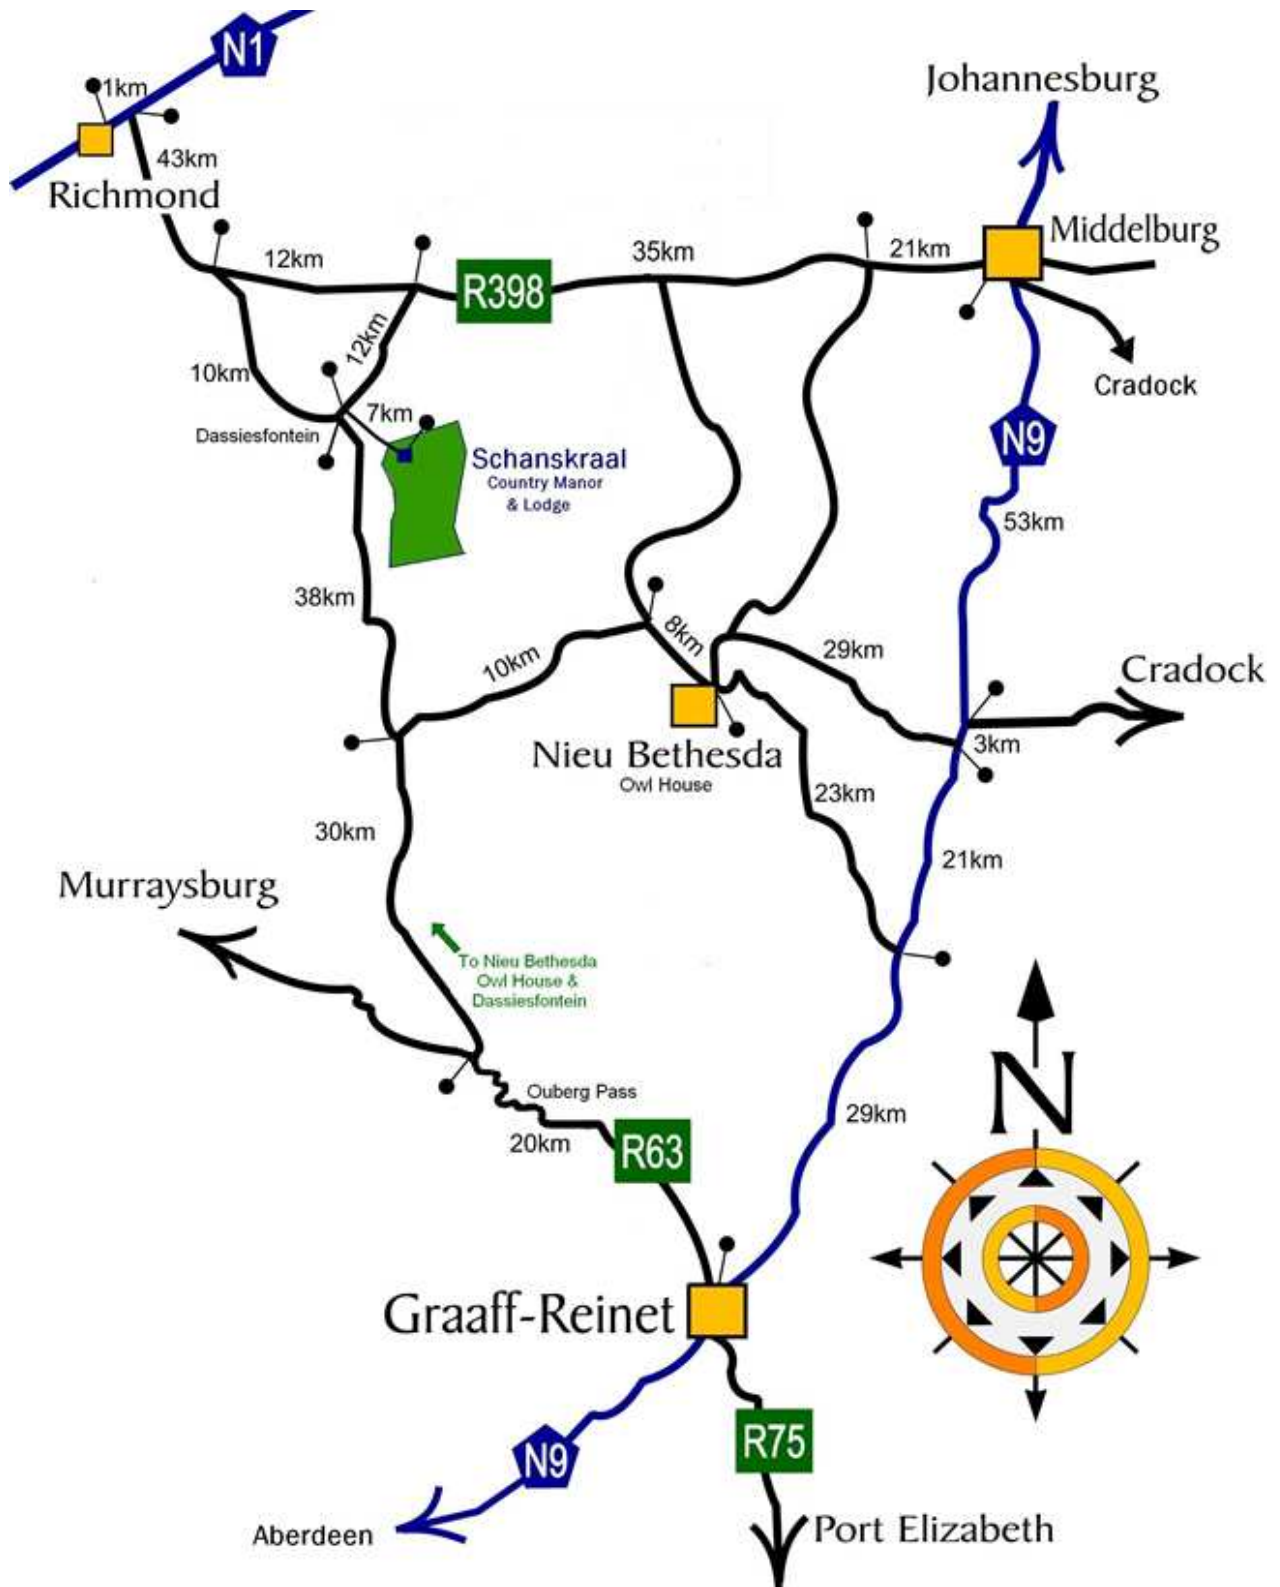 N1
Johannesburg
1km
43km
Richmond
Middelburg
12km
35km
21km
R398
12km
10km
Cradock
7km
Dassiesfontein
N9
Schanskraal
Country Manor
& Lodge
53km
38km
8km
29km
10km
Cradock
3km
Nieu Bethesda
Owl House
23km
30km
21km
Murraysburg
To Nieu Bethesda
Owl House &
Dassiesfontein
N
Ouberg Pass
29km
20km
R63
Graaff-Reinet
R75
N9
Aberdeen
Port Elizabeth